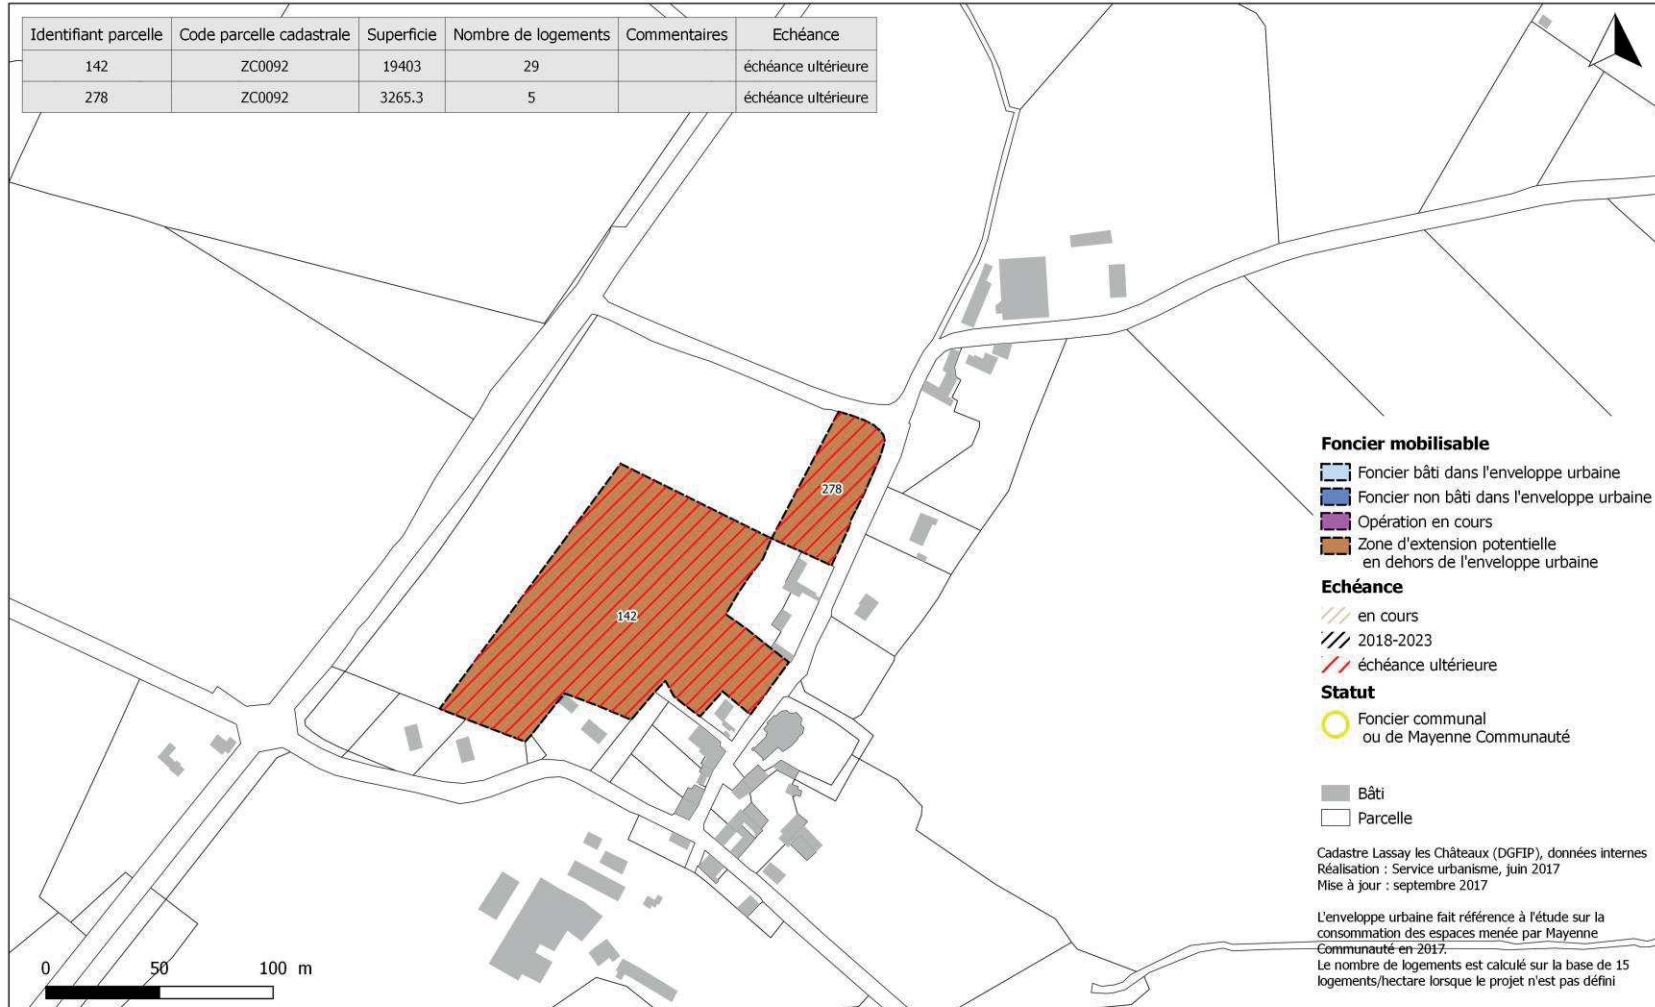 Identifiant parcelle Code parcelle cadastrale Superficie Nombre de logements Commentaires Echéance
142 ZC0092 19403 29 échéance ultérieure
278 ZC0092 3265.3 5 échéance ultérieure
278
142
Foncier mobilisable
Foncier bâti dans l'enveloppe urbaine
Foncier non bâti dans l'enveloppe urbaine
Opération en cours
Zone d'extension potentielle
en dehors de l'enveloppe urbaine
Echéance
en cours
2018-2023
échéance ultérieure
Statut
Foncier communal
ou de Mayenne Communauté
Bâti
Parcelle
Cadastre Lassay les Châteaux (DGFIP), données internes
Réalisation : Service urbanisme, juin 2017
Mise à jour : septembre 2017
L'enveloppe urbaine fait référence à l'étude sur la
consommation des espaces menée par Mayenne
Communauté en 2017.
Le nombre de logements est calculé sur la base de 15
logements/hectare lorsque le projet n'est pas défini
0 50 100 m